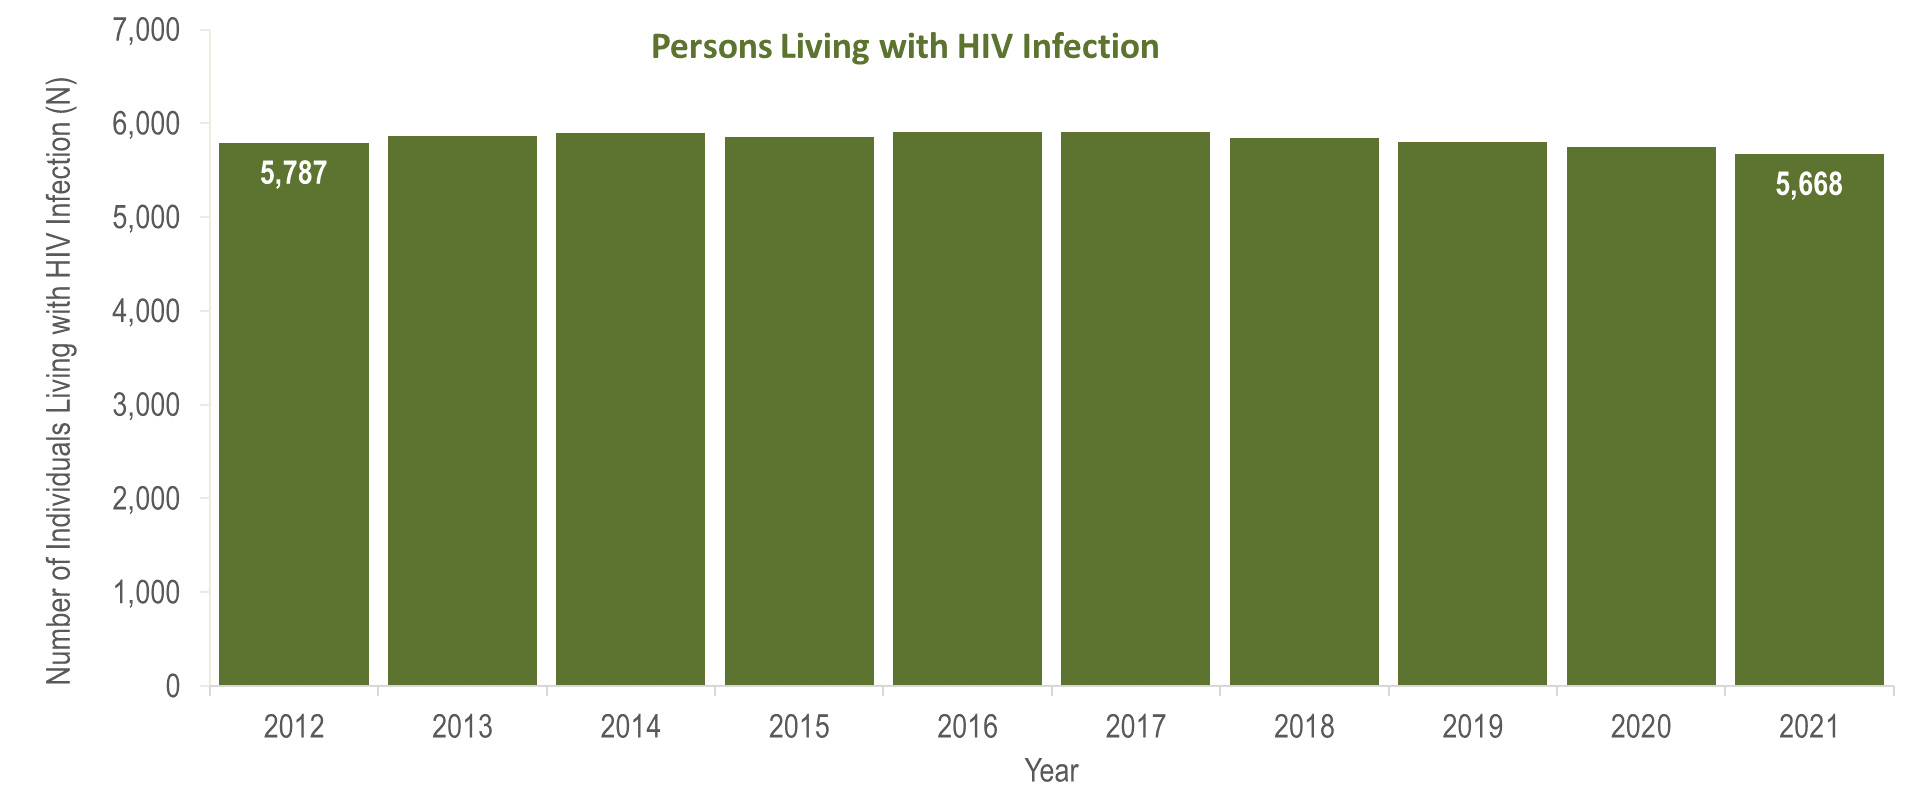 Persons Living with HIV Infection
Number of Individuals Living with HIV Infection (N)
7,000
6,000
5,000
4,000
3,000
2,000
1,000
0
5,787
5,668
2012 2013 2014 2015 2016 2017 2018 2019 2020 2021
Year